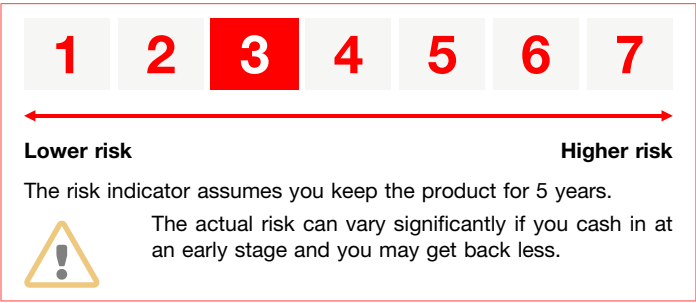 1 2 3 4 5 6 7
Lower risk Higher risk
The risk indicator assumes you keep the product for 5 years.
The actual risk can vary significantly if you cash in at
an early stage and you may get back less.
!